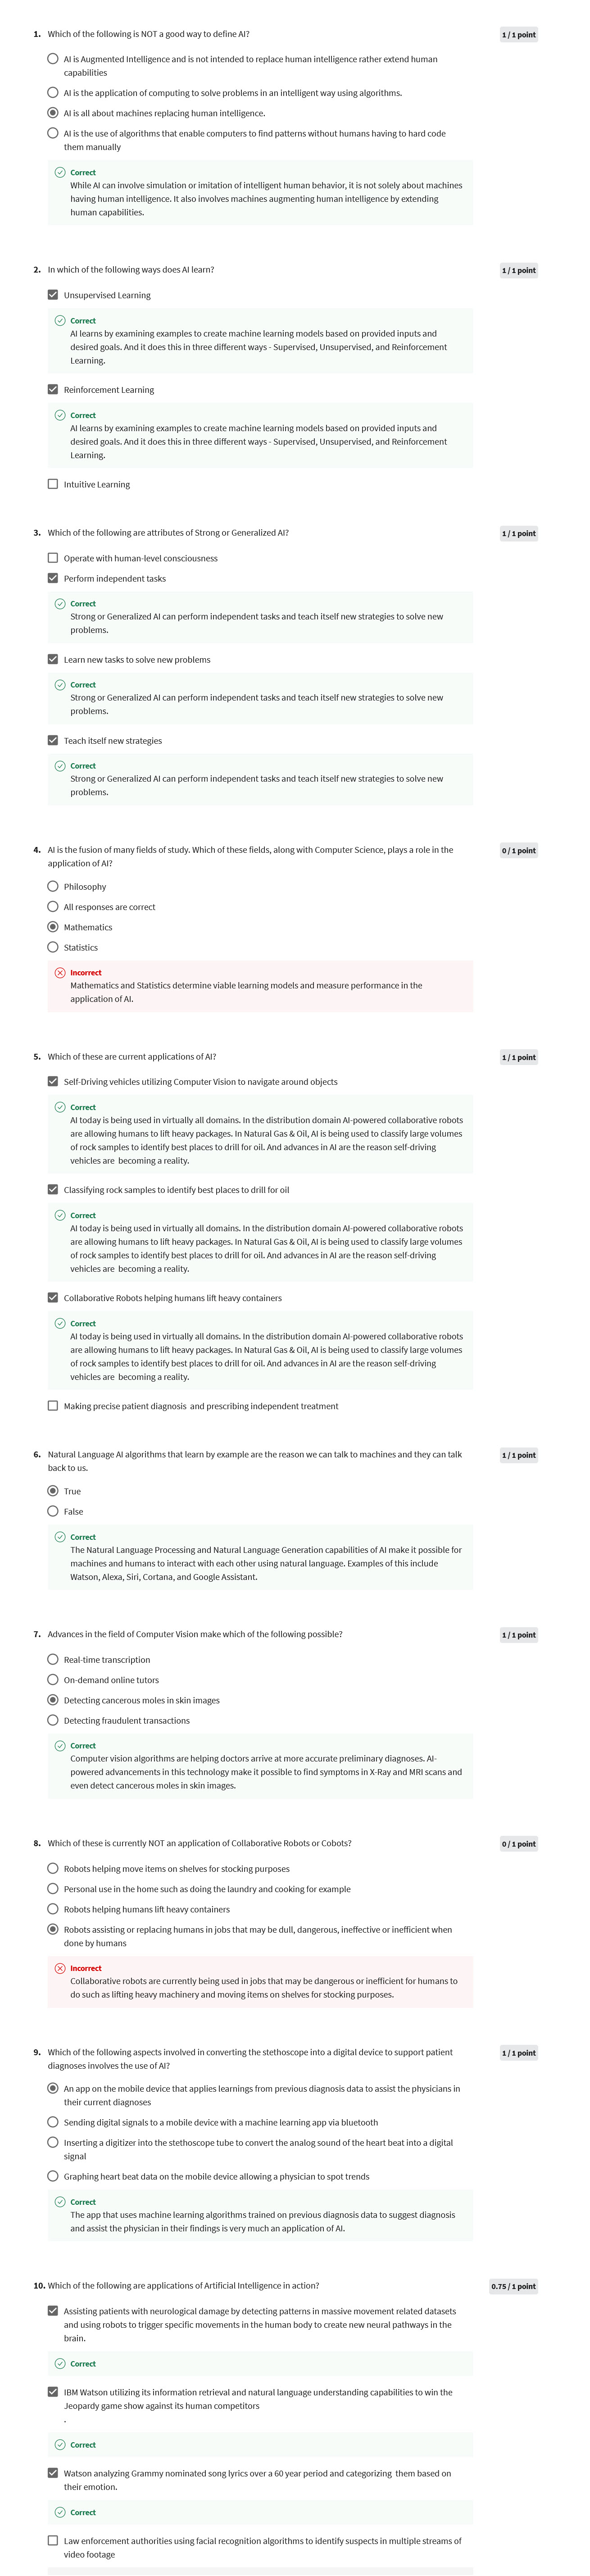 1. Which of the following is NOT a good way to define AI?
1 / 1 point
AI is Augmented Intelligence and is not intended to replace human intelligence rather extend human
capabilities
AI is the application of computing to solve problems in an intelligent way using algorithms.
AI is all about machines replacing human intelligence.
AI is the use of algorithms that enable computers to find patterns without humans having to hard code
them manually
Correct
While AI can involve simulation or imitation of intelligent human behavior, it is not solely about machines
having human intelligence. It also involves machines augmenting human intelligence by extending
human capabilities.
2. In which of the following ways does AI learn?
1 / 1 point
Unsupervised Learning
Correct
AI learns by examining examples to create machine learning models based on provided inputs and
desired goals. And it does this in three different ways - Supervised, Unsupervised, and Reinforcement
Learning.
Reinforcement Learning
Correct
AI learns by examining examples to create machine learning models based on provided inputs and
desired goals. And it does this in three different ways - Supervised, Unsupervised, and Reinforcement
Learning.
Intuitive Learning
3. Which of the following are attributes of Strong or Generalized AI?
1 / 1 point
Operate with human-level consciousness
Perform independent tasks
Correct
Strong or Generalized AI can perform independent tasks and teach itself new strategies to solve new
problems.
Learn new tasks to solve new problems
Correct
Strong or Generalized AI can perform independent tasks and teach itself new strategies to solve new
problems.
Teach itself new strategies
Correct
Strong or Generalized AI can perform independent tasks and teach itself new strategies to solve new
problems.
4. AI is the fusion of many fields of study. Which of these fields, along with Computer Science, plays a role in the
application of AI?
0 / 1 point
Philosophy
All responses are correct
Mathematics
Statistics
Incorrect
Mathematics and Statistics determine viable learning models and measure performance in the
application of AI.
5. Which of these are current applications of AI?
1 / 1 point
Self-Driving vehicles utilizing Computer Vision to navigate around objects
Correct
AI today is being used in virtually all domains. In the distribution domain AI-powered collaborative robots
are allowing humans to lift heavy packages. In Natural Gas & Oil, AI is being used to classify large volumes
of rock samples to identify best places to drill for oil. And advances in AI are the reason self-driving
vehicles are becoming a reality.
Classifying rock samples to identify best places to drill for oil
Correct
AI today is being used in virtually all domains. In the distribution domain AI-powered collaborative robots
are allowing humans to lift heavy packages. In Natural Gas & Oil, AI is being used to classify large volumes
of rock samples to identify best places to drill for oil. And advances in AI are the reason self-driving
vehicles are becoming a reality.
Collaborative Robots helping humans lift heavy containers
Correct
AI today is being used in virtually all domains. In the distribution domain AI-powered collaborative robots
are allowing humans to lift heavy packages. In Natural Gas & Oil, AI is being used to classify large volumes
of rock samples to identify best places to drill for oil. And advances in AI are the reason self-driving
vehicles are becoming a reality.
Making precise patient diagnosis and prescribing independent treatment
6. Natural Language AI algorithms that learn by example are the reason we can talk to machines and they can talk
back to us.
1 / 1 point
True
False
Correct
The Natural Language Processing and Natural Language Generation capabilities of AI make it possible for
machines and humans to interact with each other using natural language. Examples of this include
Watson, Alexa, Siri, Cortana, and Google Assistant.
7. Advances in the field of Computer Vision make which of the following possible?
1 / 1 point
Real-time transcription
On-demand online tutors
Detecting cancerous moles in skin images
Detecting fraudulent transactions
Correct
Computer vision algorithms are helping doctors arrive at more accurate preliminary diagnoses. AI-
powered advancements in this technology make it possible to find symptoms in X-Ray and MRI scans and
even detect cancerous moles in skin images.
8. Which of these is currently NOT an application of Collaborative Robots or Cobots?
0 / 1 point
Robots helping move items on shelves for stocking purposes
Personal use in the home such as doing the laundry and cooking for example
Robots helping humans lift heavy containers
Robots assisting or replacing humans in jobs that may be dull, dangerous, ineffective or inefficient when
done by humans
Incorrect
Collaborative robots are currently being used in jobs that may be dangerous or inefficient for humans to
do such as lifting heavy machinery and moving items on shelves for stocking purposes.
9. Which of the following aspects involved in converting the stethoscope into a digital device to support patient
diagnoses involves the use of AI?
1 / 1 point
An app on the mobile device that applies learnings from previous diagnosis data to assist the physicians in
their current diagnoses
Sending digital signals to a mobile device with a machine learning app via bluetooth
Inserting a digitizer into the stethoscope tube to convert the analog sound of the heart beat into a digital
signal
Graphing heart beat data on the mobile device allowing a physician to spot trends
Correct
The app that uses machine learning algorithms trained on previous diagnosis data to suggest diagnosis
and assist the physician in their findings is very much an application of AI.
10. Which of the following are applications of Artificial Intelligence in action?
0.75 / 1 point
Assisting patients with neurological damage by detecting patterns in massive movement related datasets
and using robots to trigger specific movements in the human body to create new neural pathways in the
brain.
Correct
IBM Watson utilizing its information retrieval and natural language understanding capabilities to win the
Jeopardy game show against its human competitors
.
Correct
Watson analyzing Grammy nominated song lyrics over a 60 year period and categorizing them based on
their emotion.
Correct
Law enforcement authorities using facial recognition algorithms to identify suspects in multiple streams of
video footage